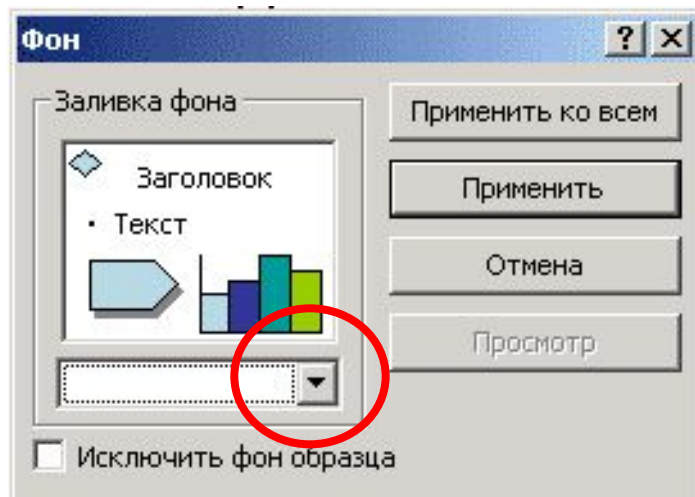 Фон
Заливка фона
Заголовок
· Текст
Применить ко всем
Применить
Отмена
Просмотр
Исключить фон образца